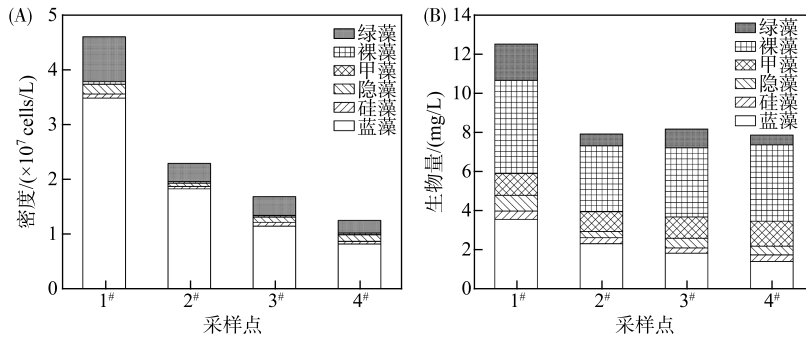 (A)
密度/(×10⁷ cells/L)
5
4
3
2
1
0
绿藻
裸藻
甲藻
隐藻
硅藻
蓝藻
1# 2# 3# 4#
采样点
(B)
生物量/(mg/L)
14
12
10
8
6
4
2
0
绿藻
裸藻
甲藻
隐藻
硅藻
蓝藻
1# 2# 3# 4#
采样点